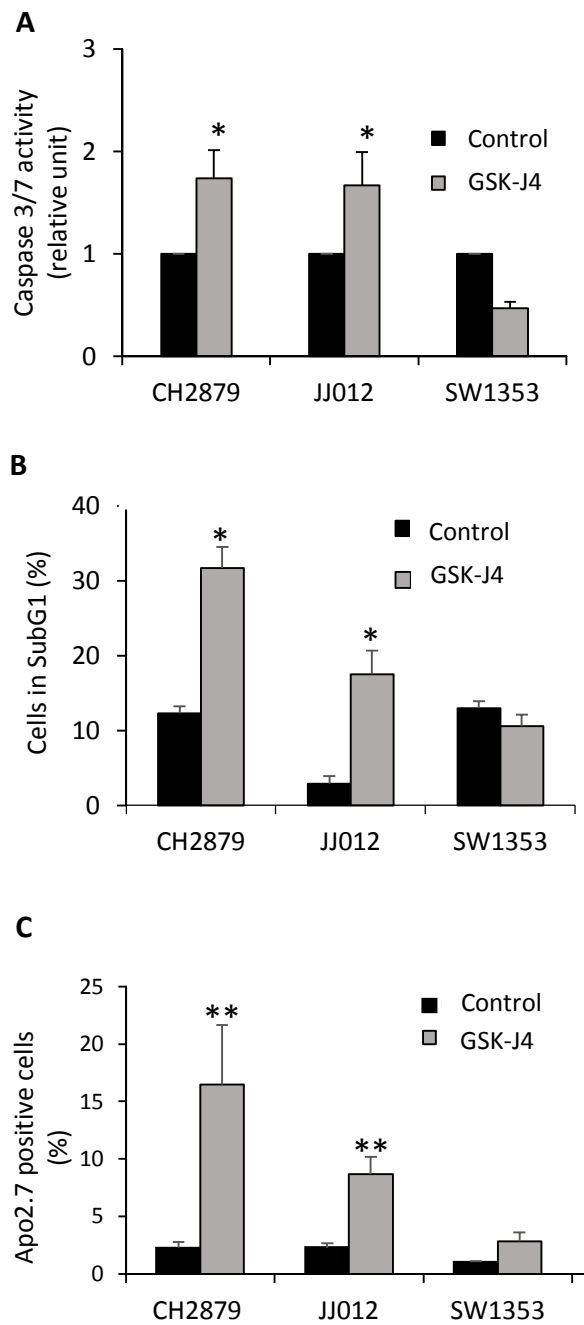 A
Caspase 3/7 activity
(relative unit)
3
2
1
0
*
*
Control
GSK-J4
CH2879
JJ012
SW1353
B
Cells in SubG1 (%)
40
30
20
10
0
*
*
Control
GSK-J4
CH2879
JJ012
SW1353
C
Apo2.7 positive cells
(%)
25
20
15
10
5
0
**
**
Control
GSK-J4
CH2879
JJ012
SW1353